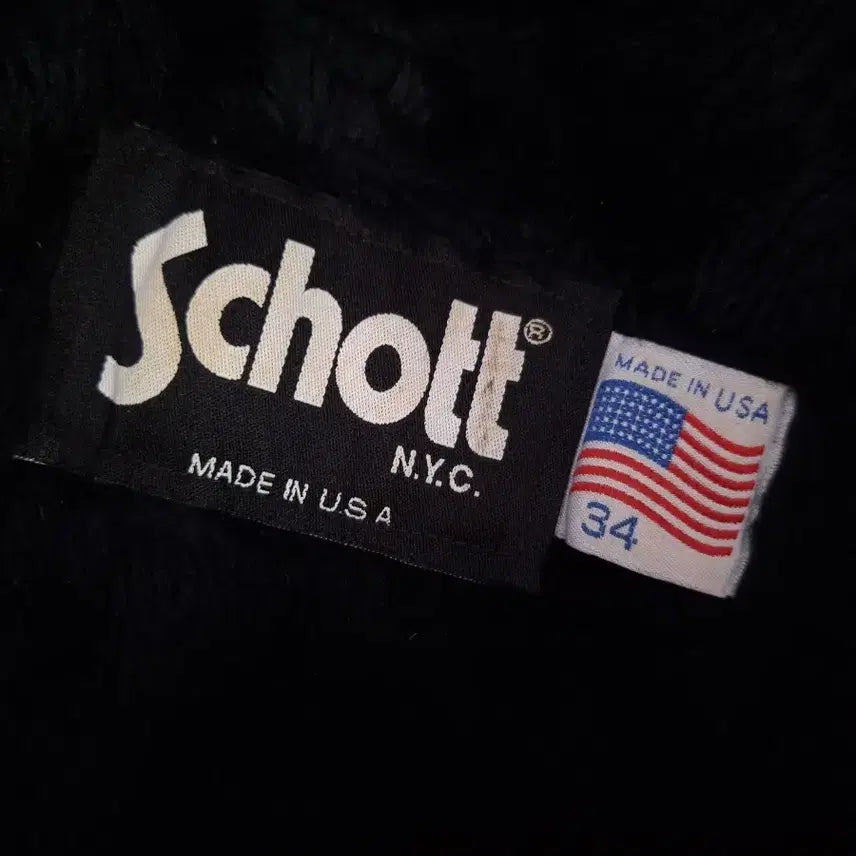 Schott®
N.Y.C.
MADE IN U.S A
MADE IN USA
34